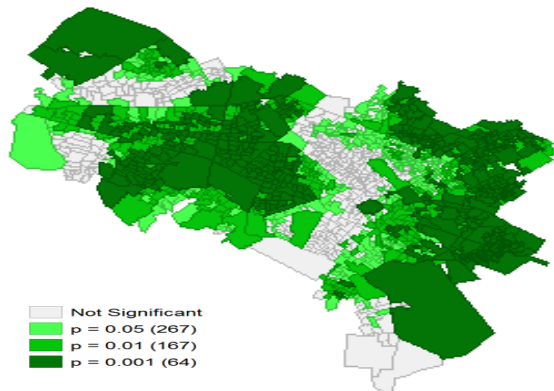 Not Significant
p = 0.05 (267)
p = 0.01 (167)
p = 0.001 (64)